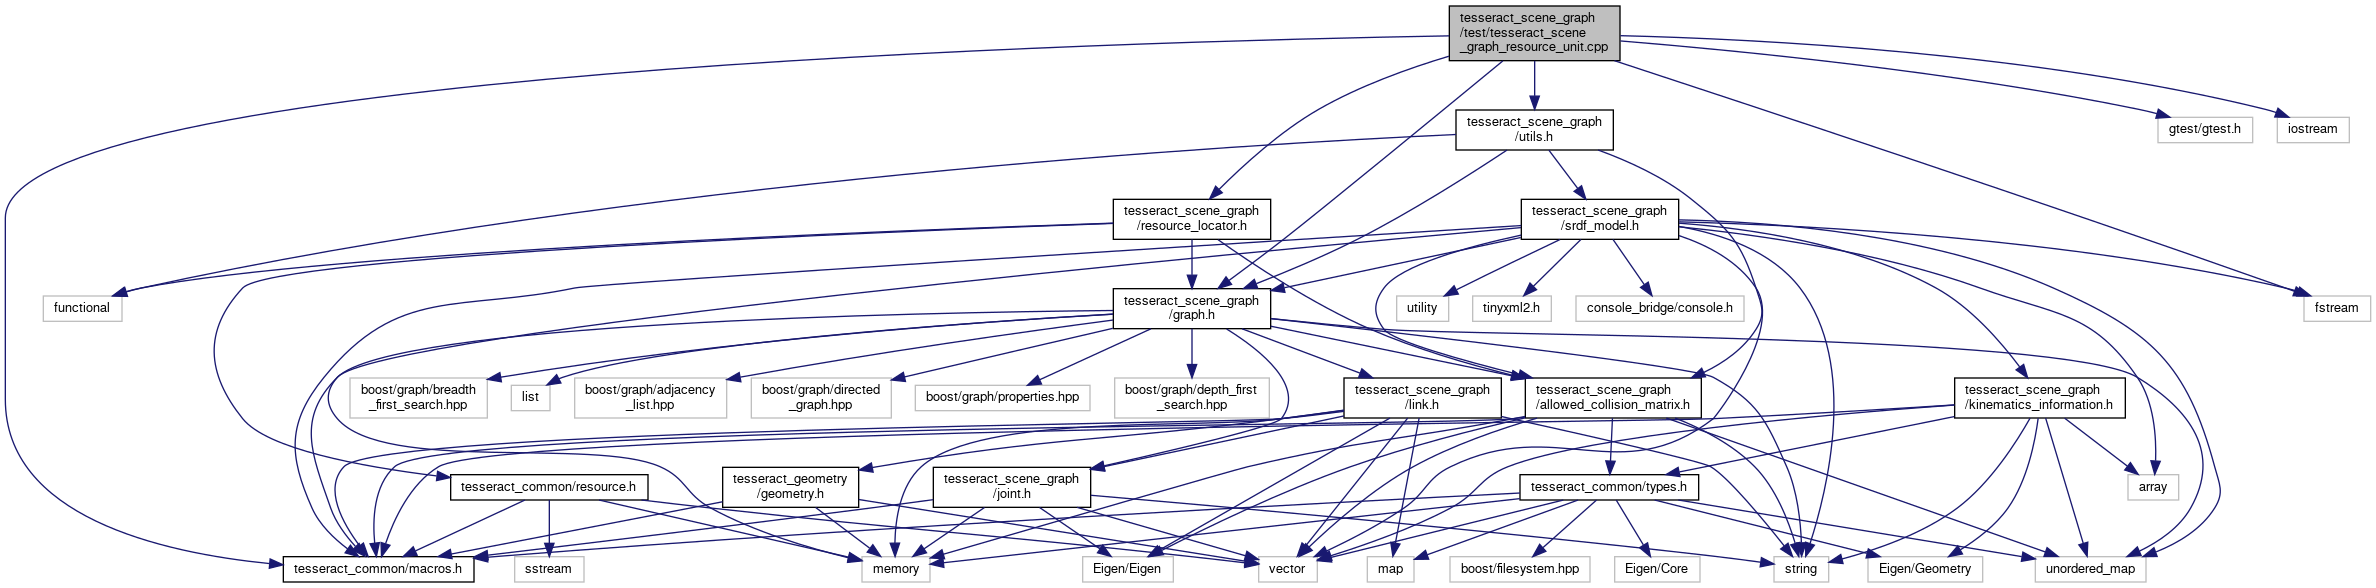 tesseract_scene_graph
/test/tesseract_scene
_graph_resource_unit.cpp
tesseract_scene_graph
/utils.h
gtest/gtest.h
iostream
tesseract_scene_graph
/resource_locator.h
tesseract_scene_graph
/srdf_model.h
functional
tesseract_scene_graph
/graph.h
utility
tinyxml2.h
console_bridge/console.h
fstream
boost/graph/breadth
_first_search.hpp
list
boost/graph/adjacency
_list.hpp
boost/graph/directed
_graph.hpp
boost/graph/properties.hpp
boost/graph/depth_first
_search.hpp
tesseract_scene_graph
/link.h
tesseract_scene_graph
/allowed_collision_matrix.h
tesseract_scene_graph
/kinematics_information.h
tesseract_common/resource.h
tesseract_geometry
/geometry.h
tesseract_scene_graph
/joint.h
tesseract_common/types.h
array
tesseract_common/macros.h
sstream
memory
Eigen/Eigen
vector
map
boost/filesystem.hpp
Eigen/Core
string
Eigen/Geometry
unordered_map